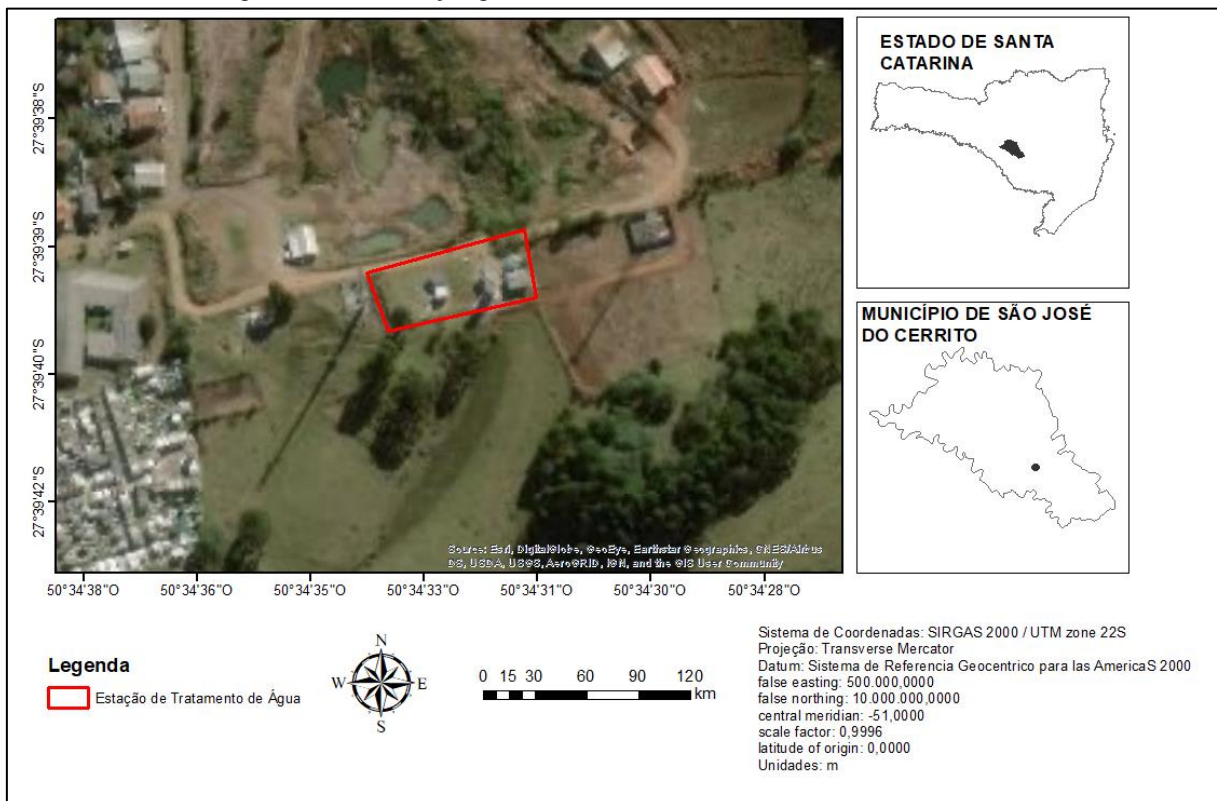 ESTADO DE SANTA
CATARINA
MUNICÍPIO DE SÃO JOSÉ
DO CERRITO
27°39'38"S
27°39'39"S
27°39'40"S
27°39'42"S
Source: Esri, DigitalGlobe, GeoEye, Earthstar Geographics, CNES/Airbus
DS, USDA, USGS, AeroGRID, IGN, and the GIS User Community
50°34'38"O
50°34'36"O
50°34'35"O
50°34'33"O
50°34'31"O
50°34'30"O
50°34'28"O
Legenda
Estação de Tratamento de Água
N
W
E
S
0 15 30 60 90 120
km
Sistema de Coordenadas: SIRGAS 2000 / UTM zone 22S
Projeção: Transverse Mercator
Datum: Sistema de Referencia Geocentrico para las AmericaS 2000
false easting: 500.000,0000
false northing: 10.000.000,0000
central meridian: -51,0000
scale factor: 0,9996
latitude of origin: 0,0000
Unidades: m